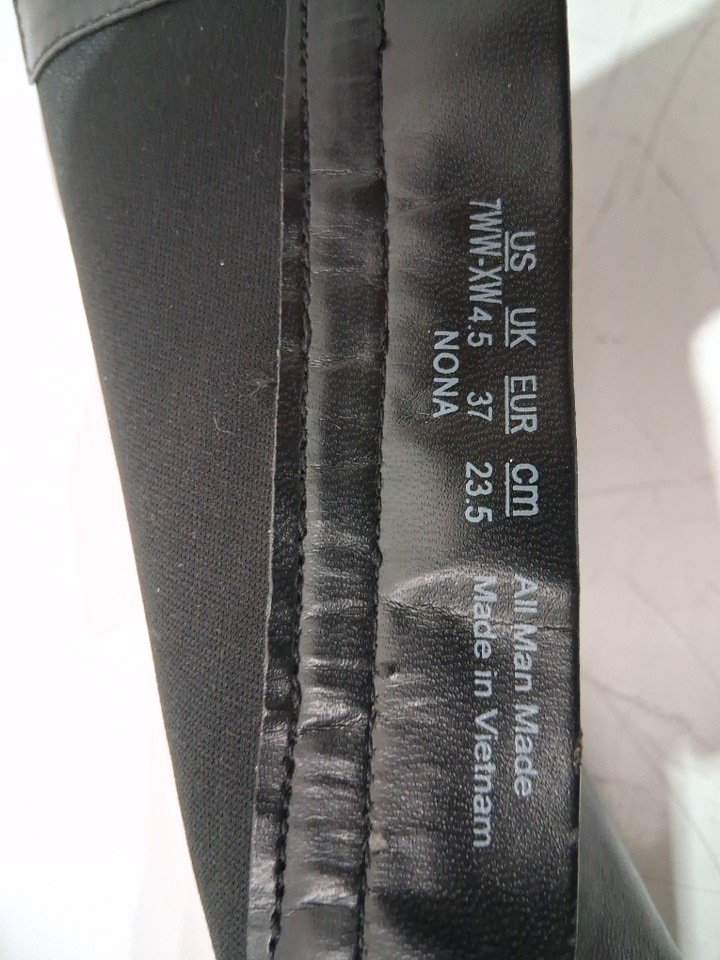 US UK EUR cm All Man Made
7WW-XW 4.5 37 23.5 Made in Vietnam
NONA